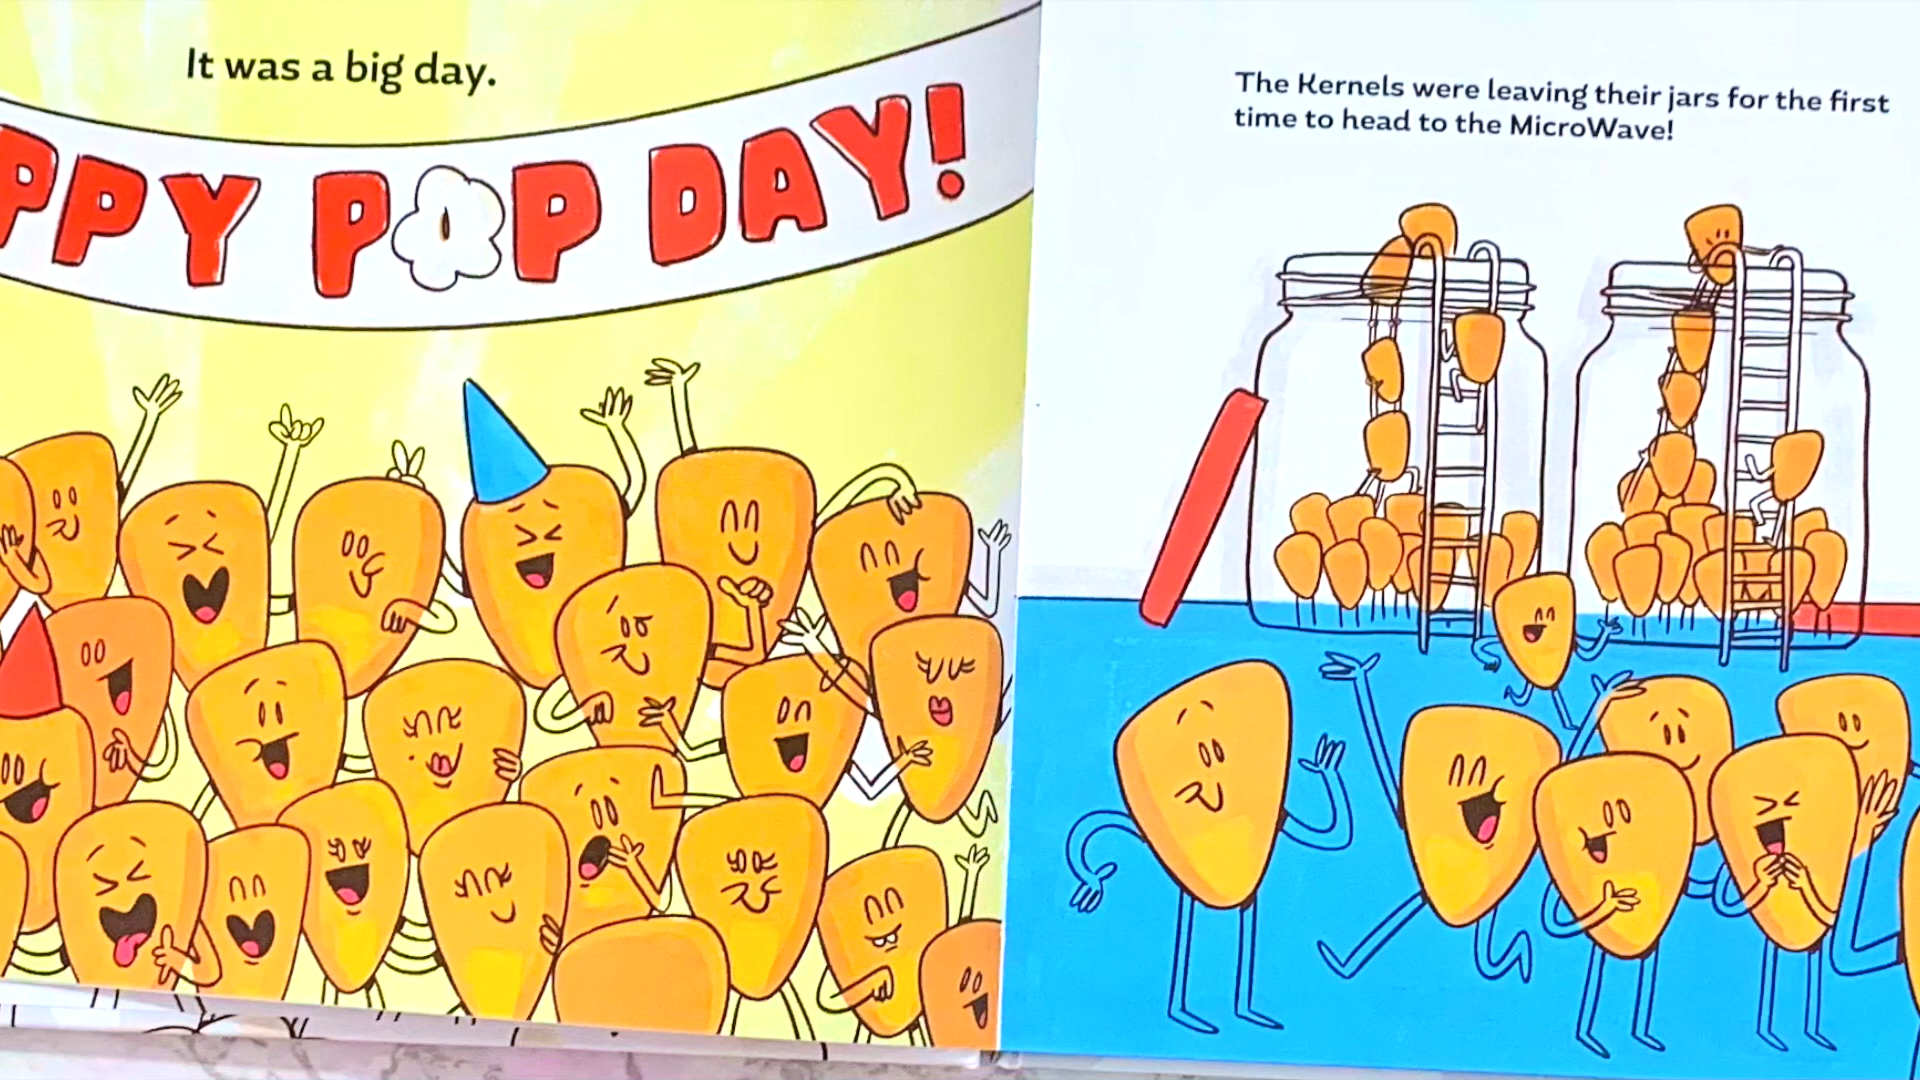 It was a big day.
PPY POP DAY!
The Kernels were leaving their jars for the first
time to head to the MicroWave!